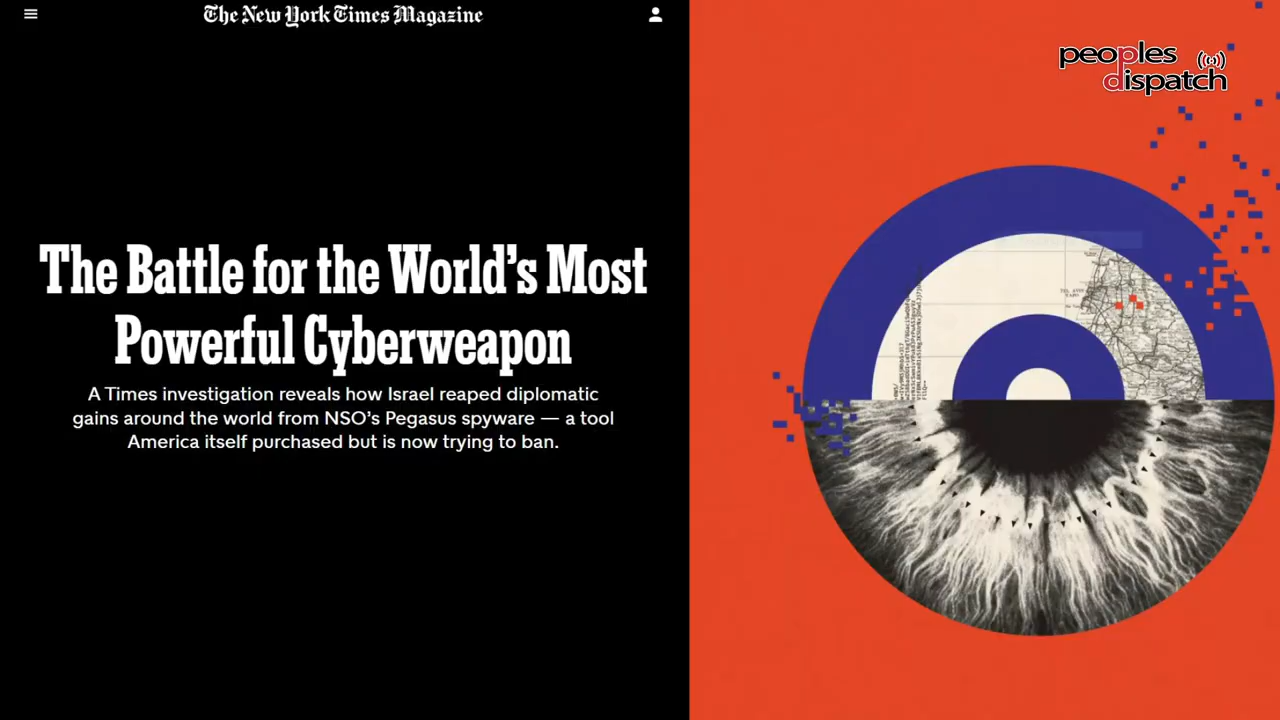 The New York Times Magazine
peoples
dispatch
The Battle for the World's Most
Powerful Cyberweapon
A Times investigation reveals how Israel reaped diplomatic
gains around the world from NSO's Pegasus spyware — a tool
America itself purchased but is now trying to ban.